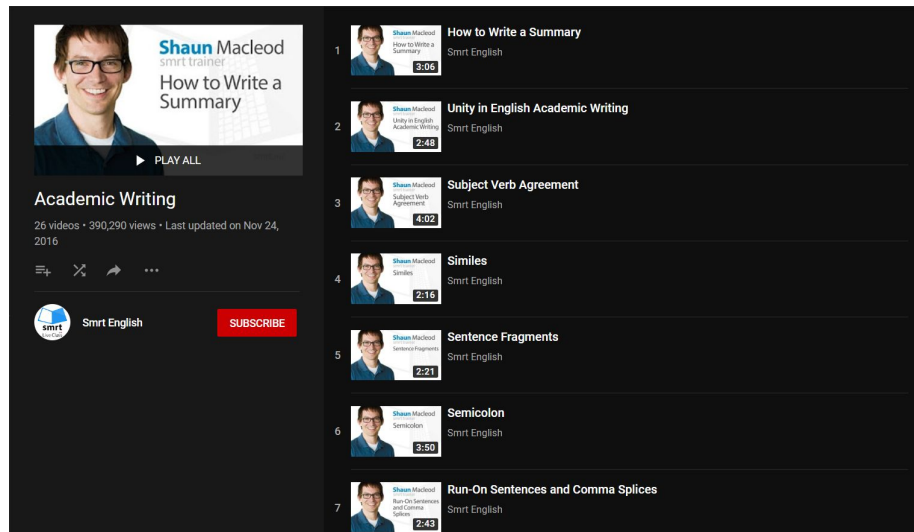 Shaun Macleod
smrt trainer
How to Write a
Summary
PLAY ALL
Academic Writing
26 videos • 390,290 views • Last updated on Nov 24,
2016
smrt
Live Class
Smrt English
SUBSCRIBE
1
Shaun Macleod
How to Write a
Summary
3:06
How to Write a Summary
Smrt English
2
Shaun Macleod
Unity in English
Academic Writing
2:48
Unity in English Academic Writing
Smrt English
3
Shaun Macleod
Subject Verb
Agreement
4:02
Subject Verb Agreement
Smrt English
4
Shaun Macleod
Similes
2:16
Similes
Smrt English
5
Shaun Macleod
Sentence Fragments
2:21
Sentence Fragments
Smrt English
6
Shaun Macleod
Semicolon
3:50
Semicolon
Smrt English
7
Shaun Macleod
Run-On Sentences
and Comma
Splices
2:43
Run-On Sentences and Comma Splices
Smrt English